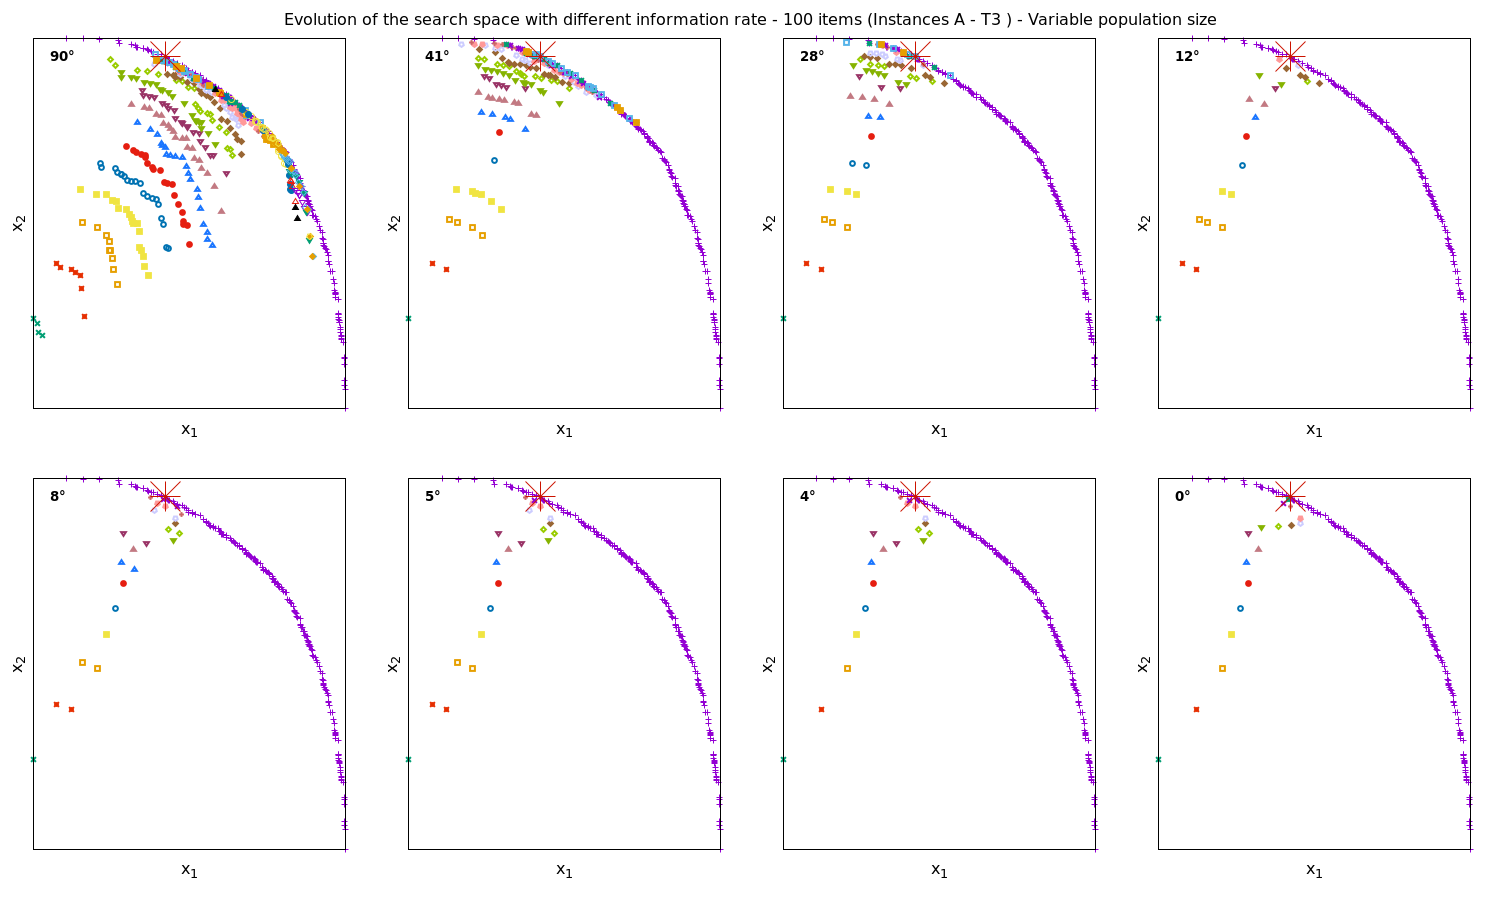 Evolution of the search space with different information rate - 100 items (Instances A - T3 ) - Variable population size
90° 41° 28° 12°
x₂ x₂ x₂ x₂
x₁ x₁ x₁ x₁
8° 5° 4° 0°
x₂ x₂ x₂ x₂
x₁ x₁ x₁ x₁